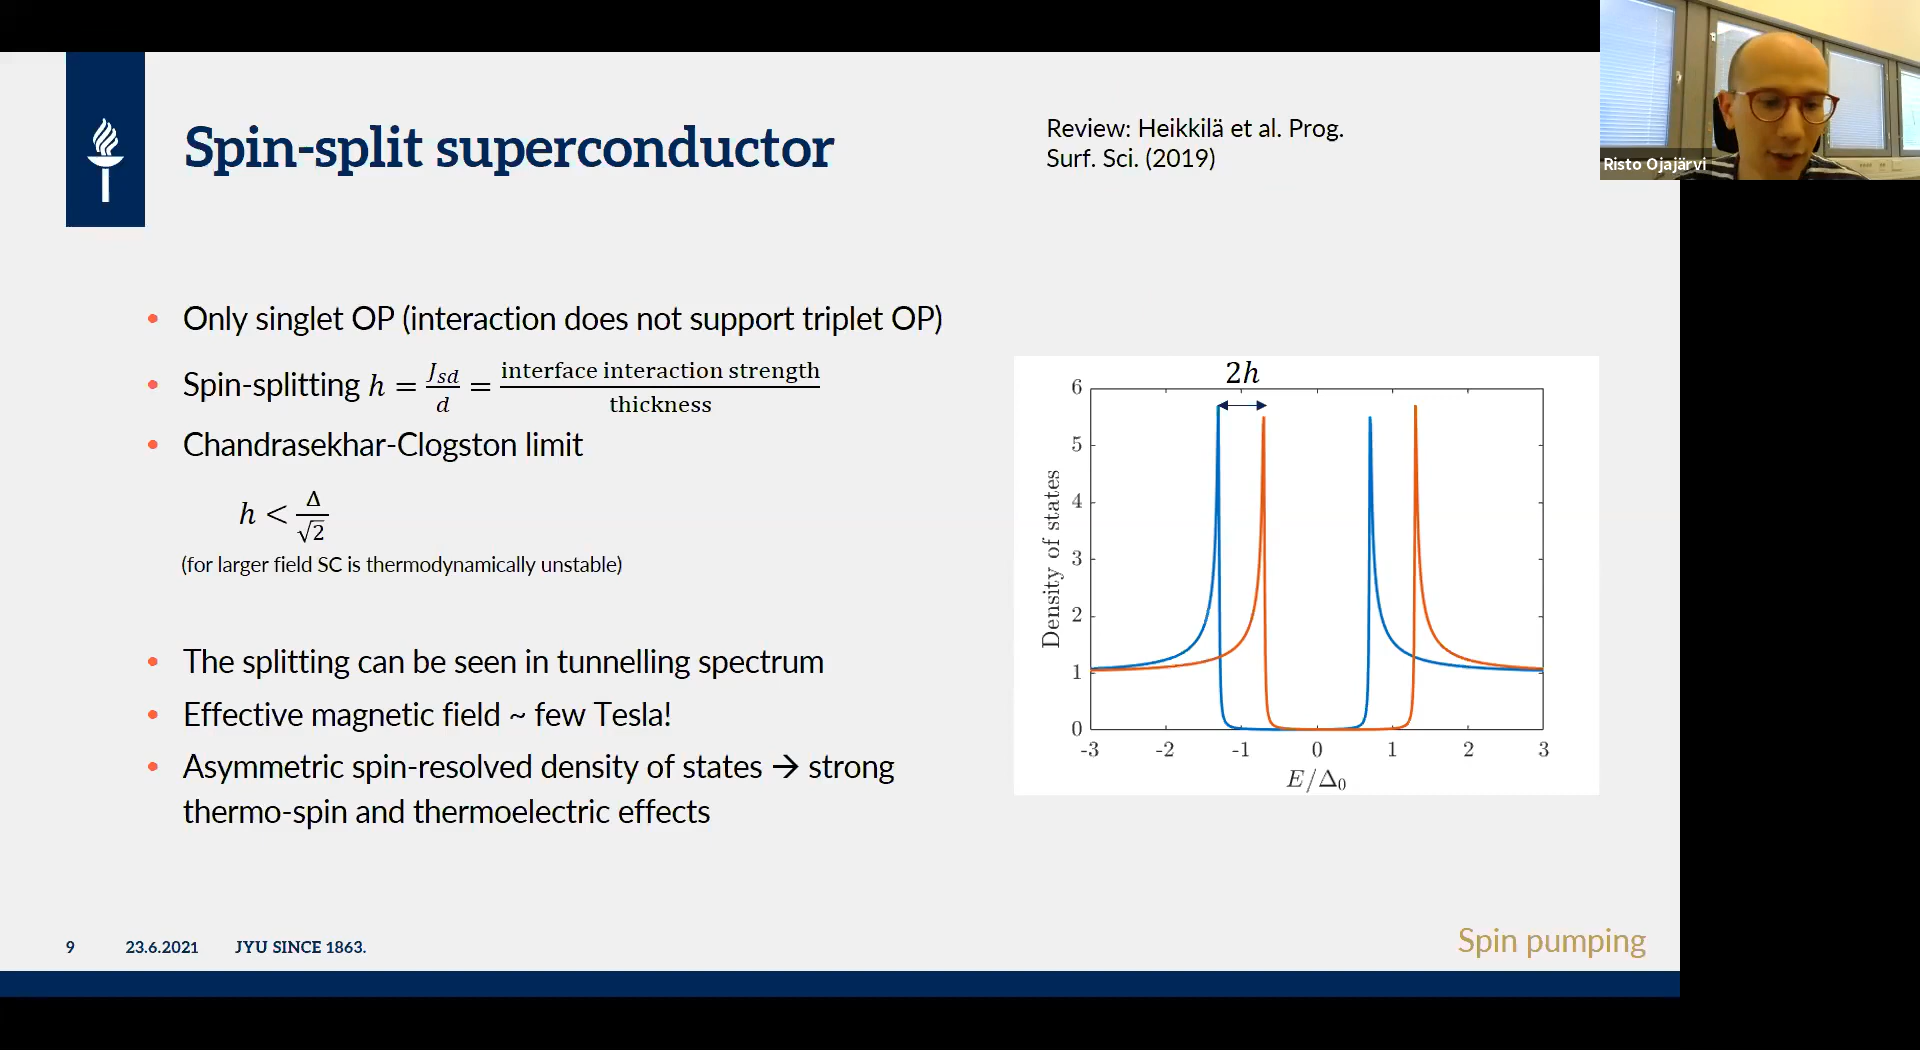 Spin-split superconductor
Review: Heikkilä et al. Prog.
Surf. Sci. (2019)
Risto Ojajärvi
• Only singlet OP (interaction does not support triplet OP)
• Spin-splitting h = J_sd/d = interface interaction strength/thickness
• Chandrasekhar-Clogston limit
h < Δ/√2
(for larger field SC is thermodynamically unstable)
• The splitting can be seen in tunnelling spectrum
• Effective magnetic field ~ few Tesla!
• Asymmetric spin-resolved density of states → strong
thermo-spin and thermoelectric effects
2h
Density of states
6
5
4
3
2
1
0
-3 -2 -1 0 1 2 3
E/Δ₀
9 23.6.2021 JYU SINCE 1863.
Spin pumping